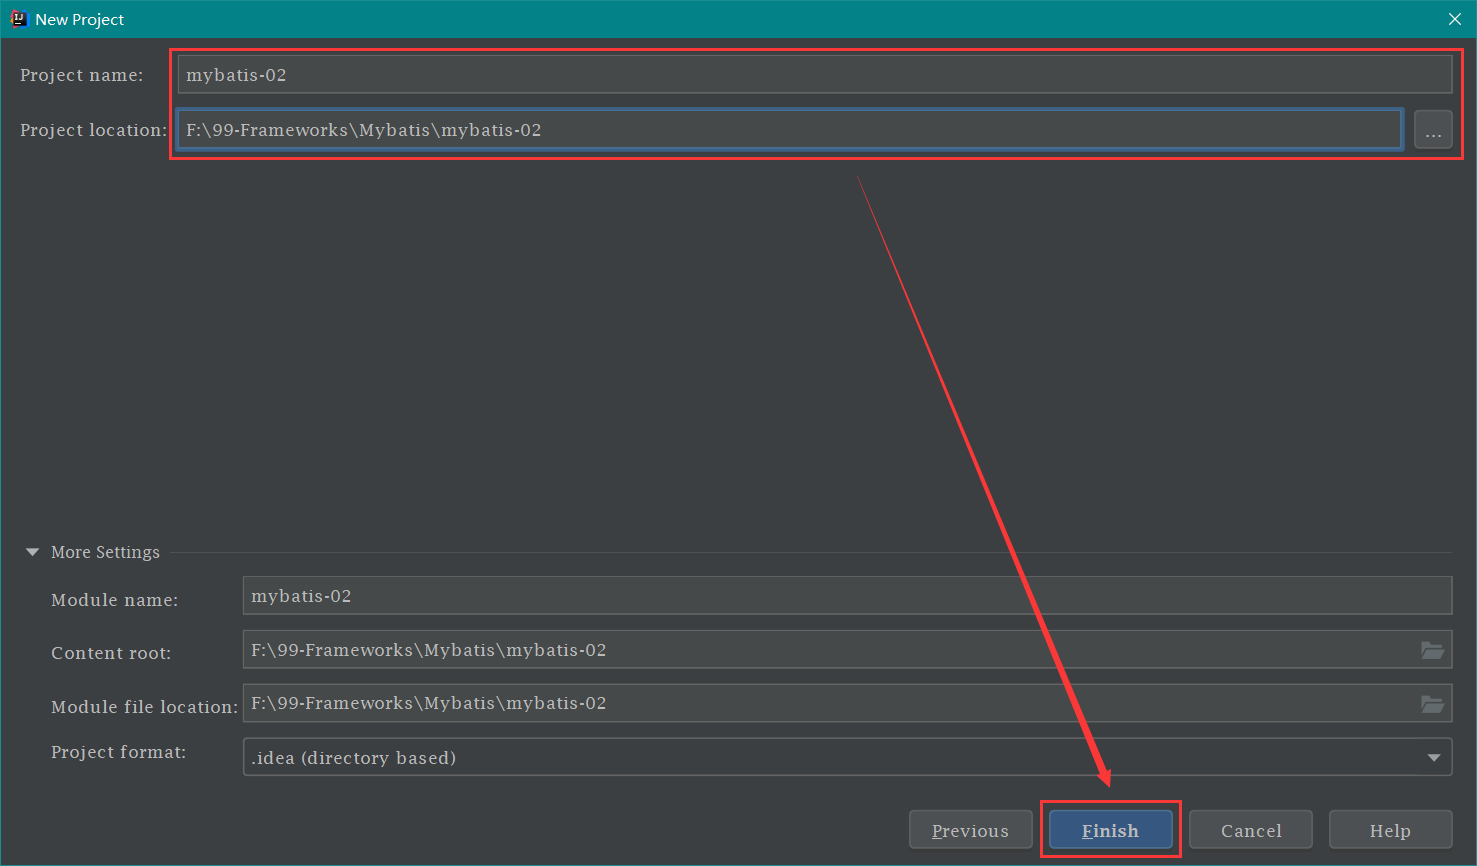 New Project
Project name: mybatis-02
Project location: F:\99-Frameworks\Mybatis\mybatis-02 ...
More Settings
Module name: mybatis-02
Content root: F:\99-Frameworks\Mybatis\mybatis-02
Module file location: F:\99-Frameworks\Mybatis\mybatis-02
Project format: .idea (directory based)
Previous Finish Cancel Help